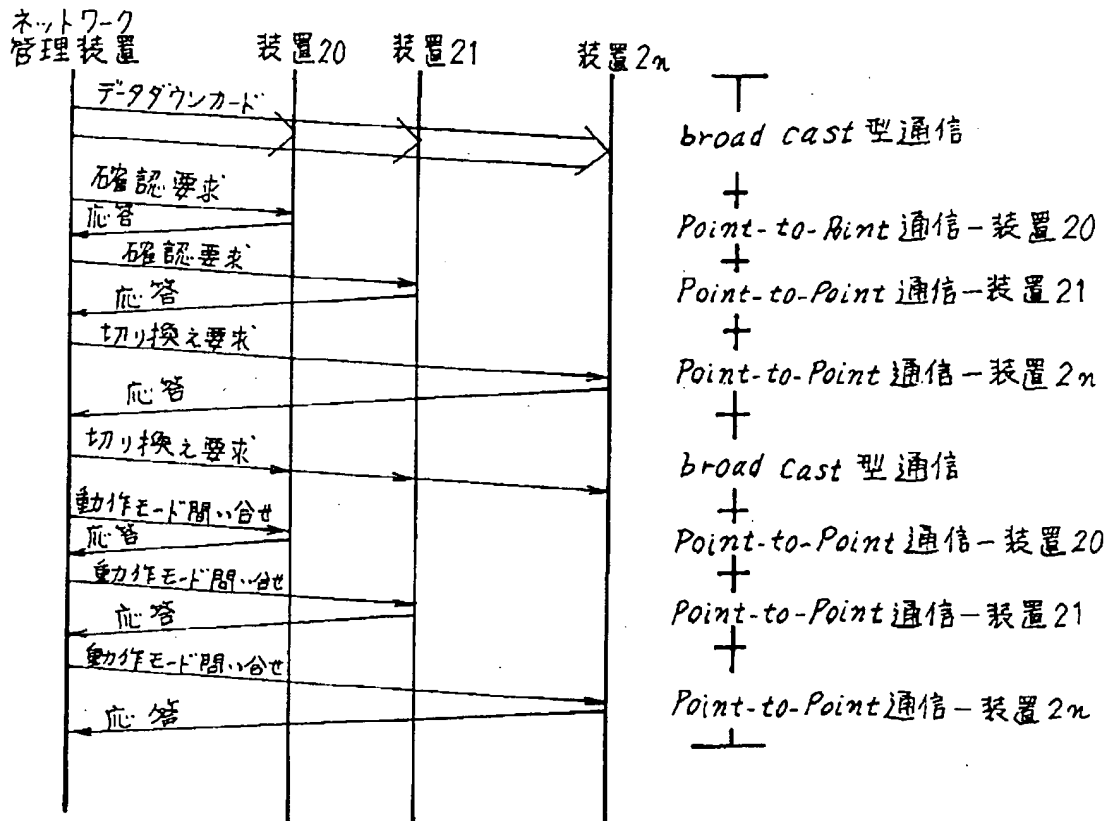 ネットワーク
管理装置
装置20
装置21
装置2n
データダウンカード
broad cast 型通信
確認要求
応答
Point-to-Rint 通信-装置20
確認要求
応答
Point-to-Point 通信-装置21
切り換え要求
応答
Point-to-Point 通信-装置2n
切り換え要求
broad cast 型通信
動作モード問い合せ
応答
Point-to-Point 通信-装置20
動作モード問い合せ
応答
Point-to-Point 通信-装置21
動作モード問い合せ
応答
Point-to-Point 通信-装置2n